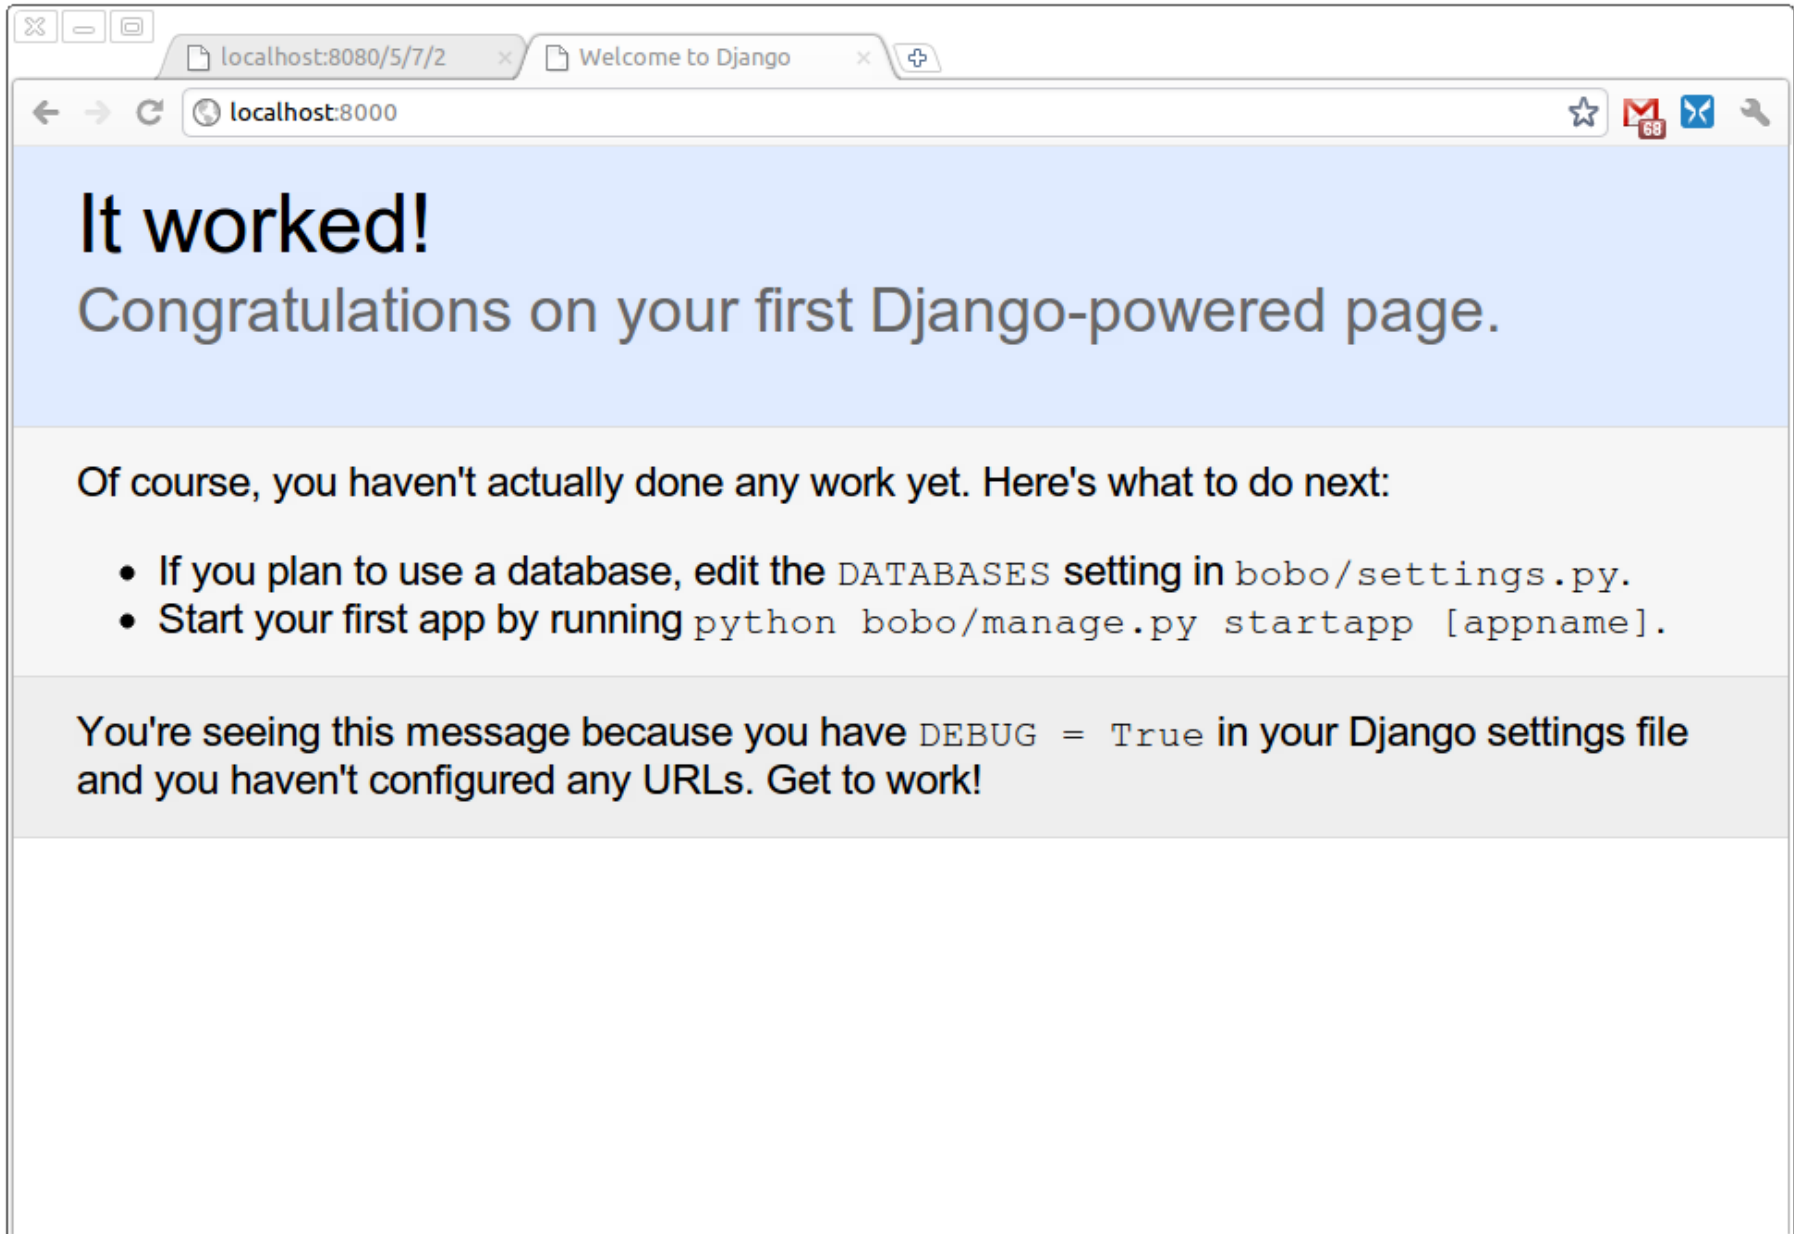 localhost:8080/5/7/2
Welcome to Django
localhost:8000
68
It worked!
Congratulations on your first Django-powered page.
Of course, you haven't actually done any work yet. Here's what to do next:
• If you plan to use a database, edit the DATABASES setting in bobo/settings.py.
• Start your first app by running python bobo/manage.py startapp [appname].
You're seeing this message because you have DEBUG = True in your Django settings file
and you haven't configured any URLs. Get to work!